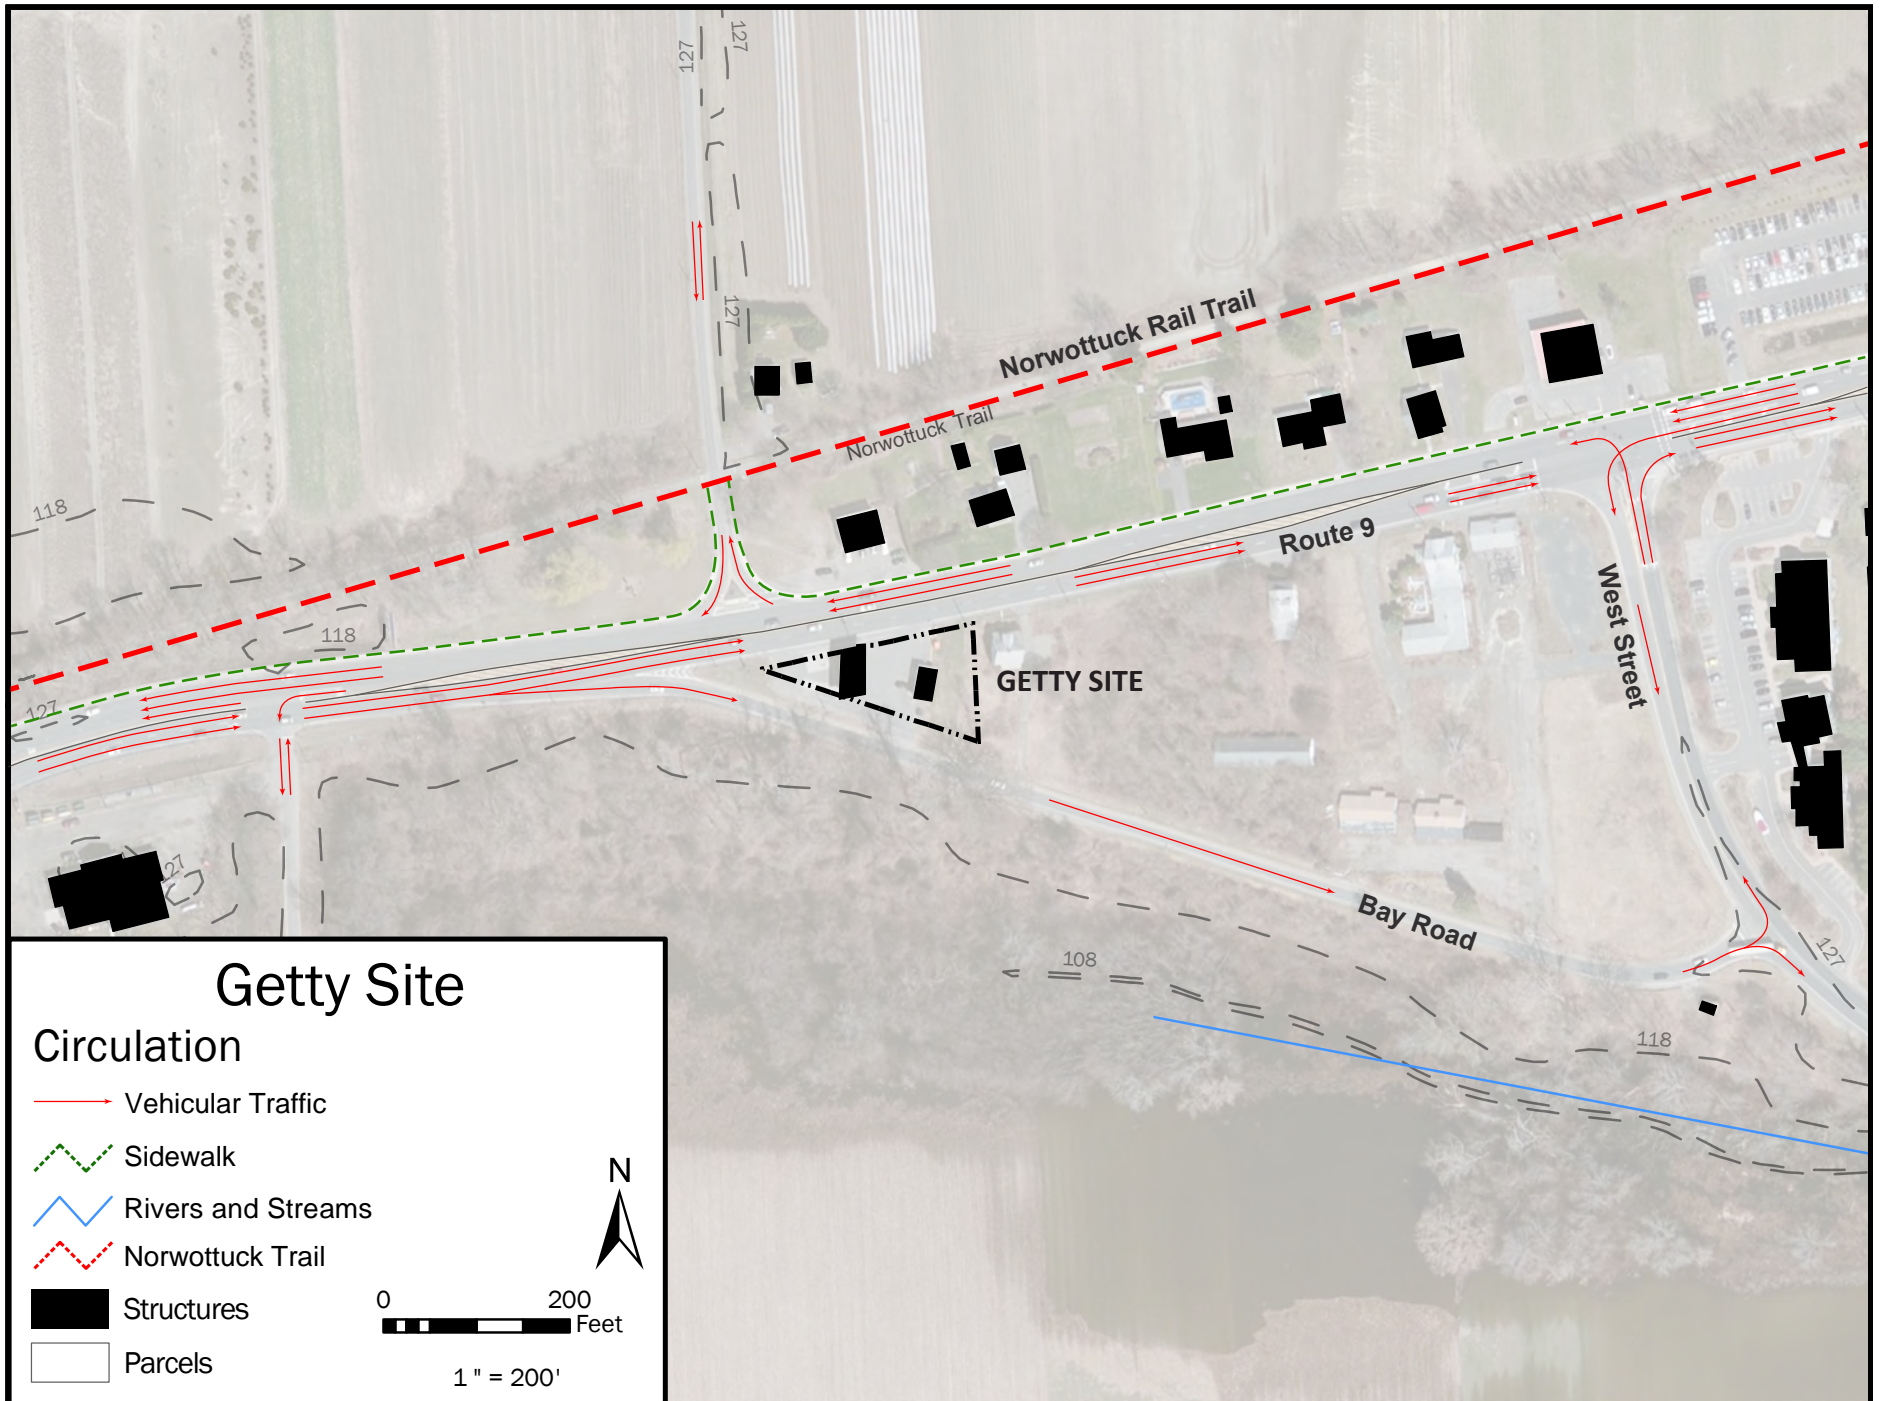 127
127
127
Norwottuck Rail Trail
Norwottuck Trail
118
118
127
Route 9
West Street
GETTY SITE
127
Bay Road
127
108
118
Getty Site
Circulation
Vehicular Traffic
Sidewalk
Rivers and Streams
Norwottuck Trail
Structures
Parcels
N
0 200
Feet
1 " = 200'